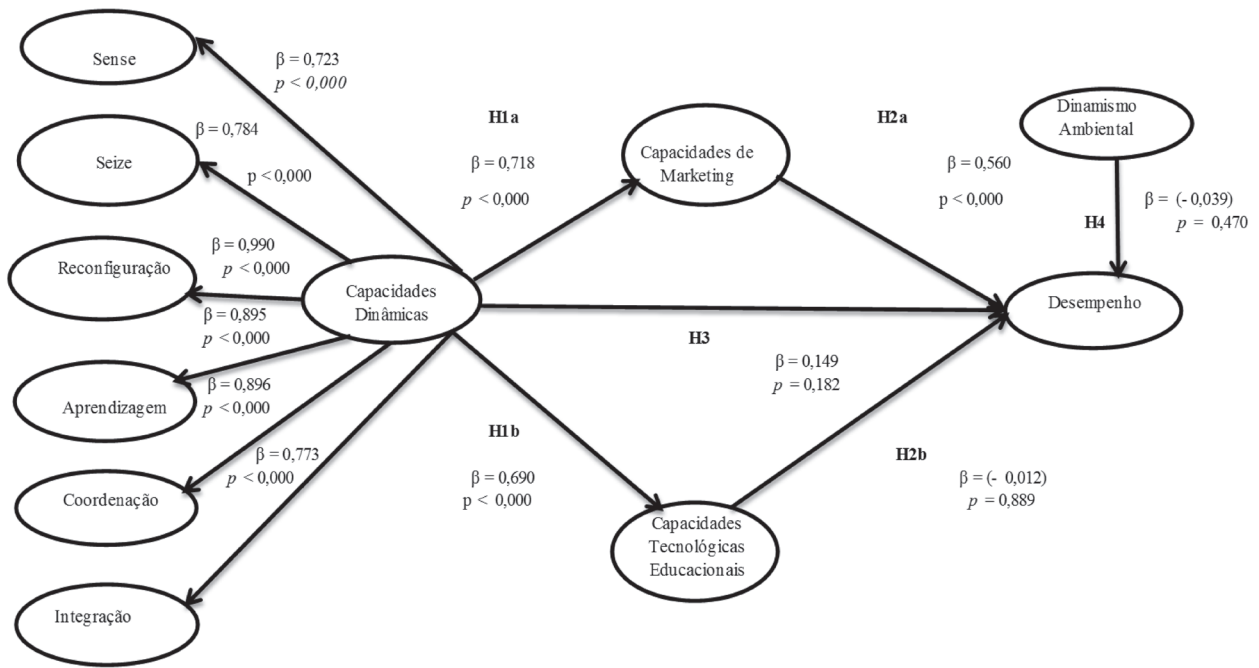 Sense
β = 0,723
p < 0,000
Seize
β = 0,784
p < 0,000
Reconfiguração
β = 0,990
p < 0,000
β = 0,895
p < 0,000
Aprendizagem
β = 0,896
p < 0,000
Coordenação
β = 0,773
p < 0,000
Integração
Capacidades
Dinâmicas
H1a
β = 0,718
p < 0,000
Capacidades de
Marketing
H2a
β = 0,560
p < 0,000
Dinamismo
Ambiental
H4
β = (- 0,039)
p = 0,470
Desempenho
H3
β = 0,149
p = 0,182
H1b
β = 0,690
p < 0,000
Capacidades
Tecnológicas
Educacionais
H2b
β = (- 0,012)
p = 0,889